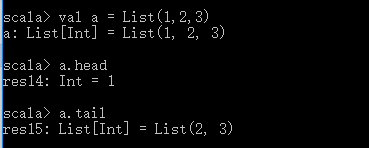 scala> val a = List(1,2,3)
a: List[Int] = List(1, 2, 3)
scala> a.head
res14: Int = 1
scala> a.tail
res15: List[Int] = List(2, 3)